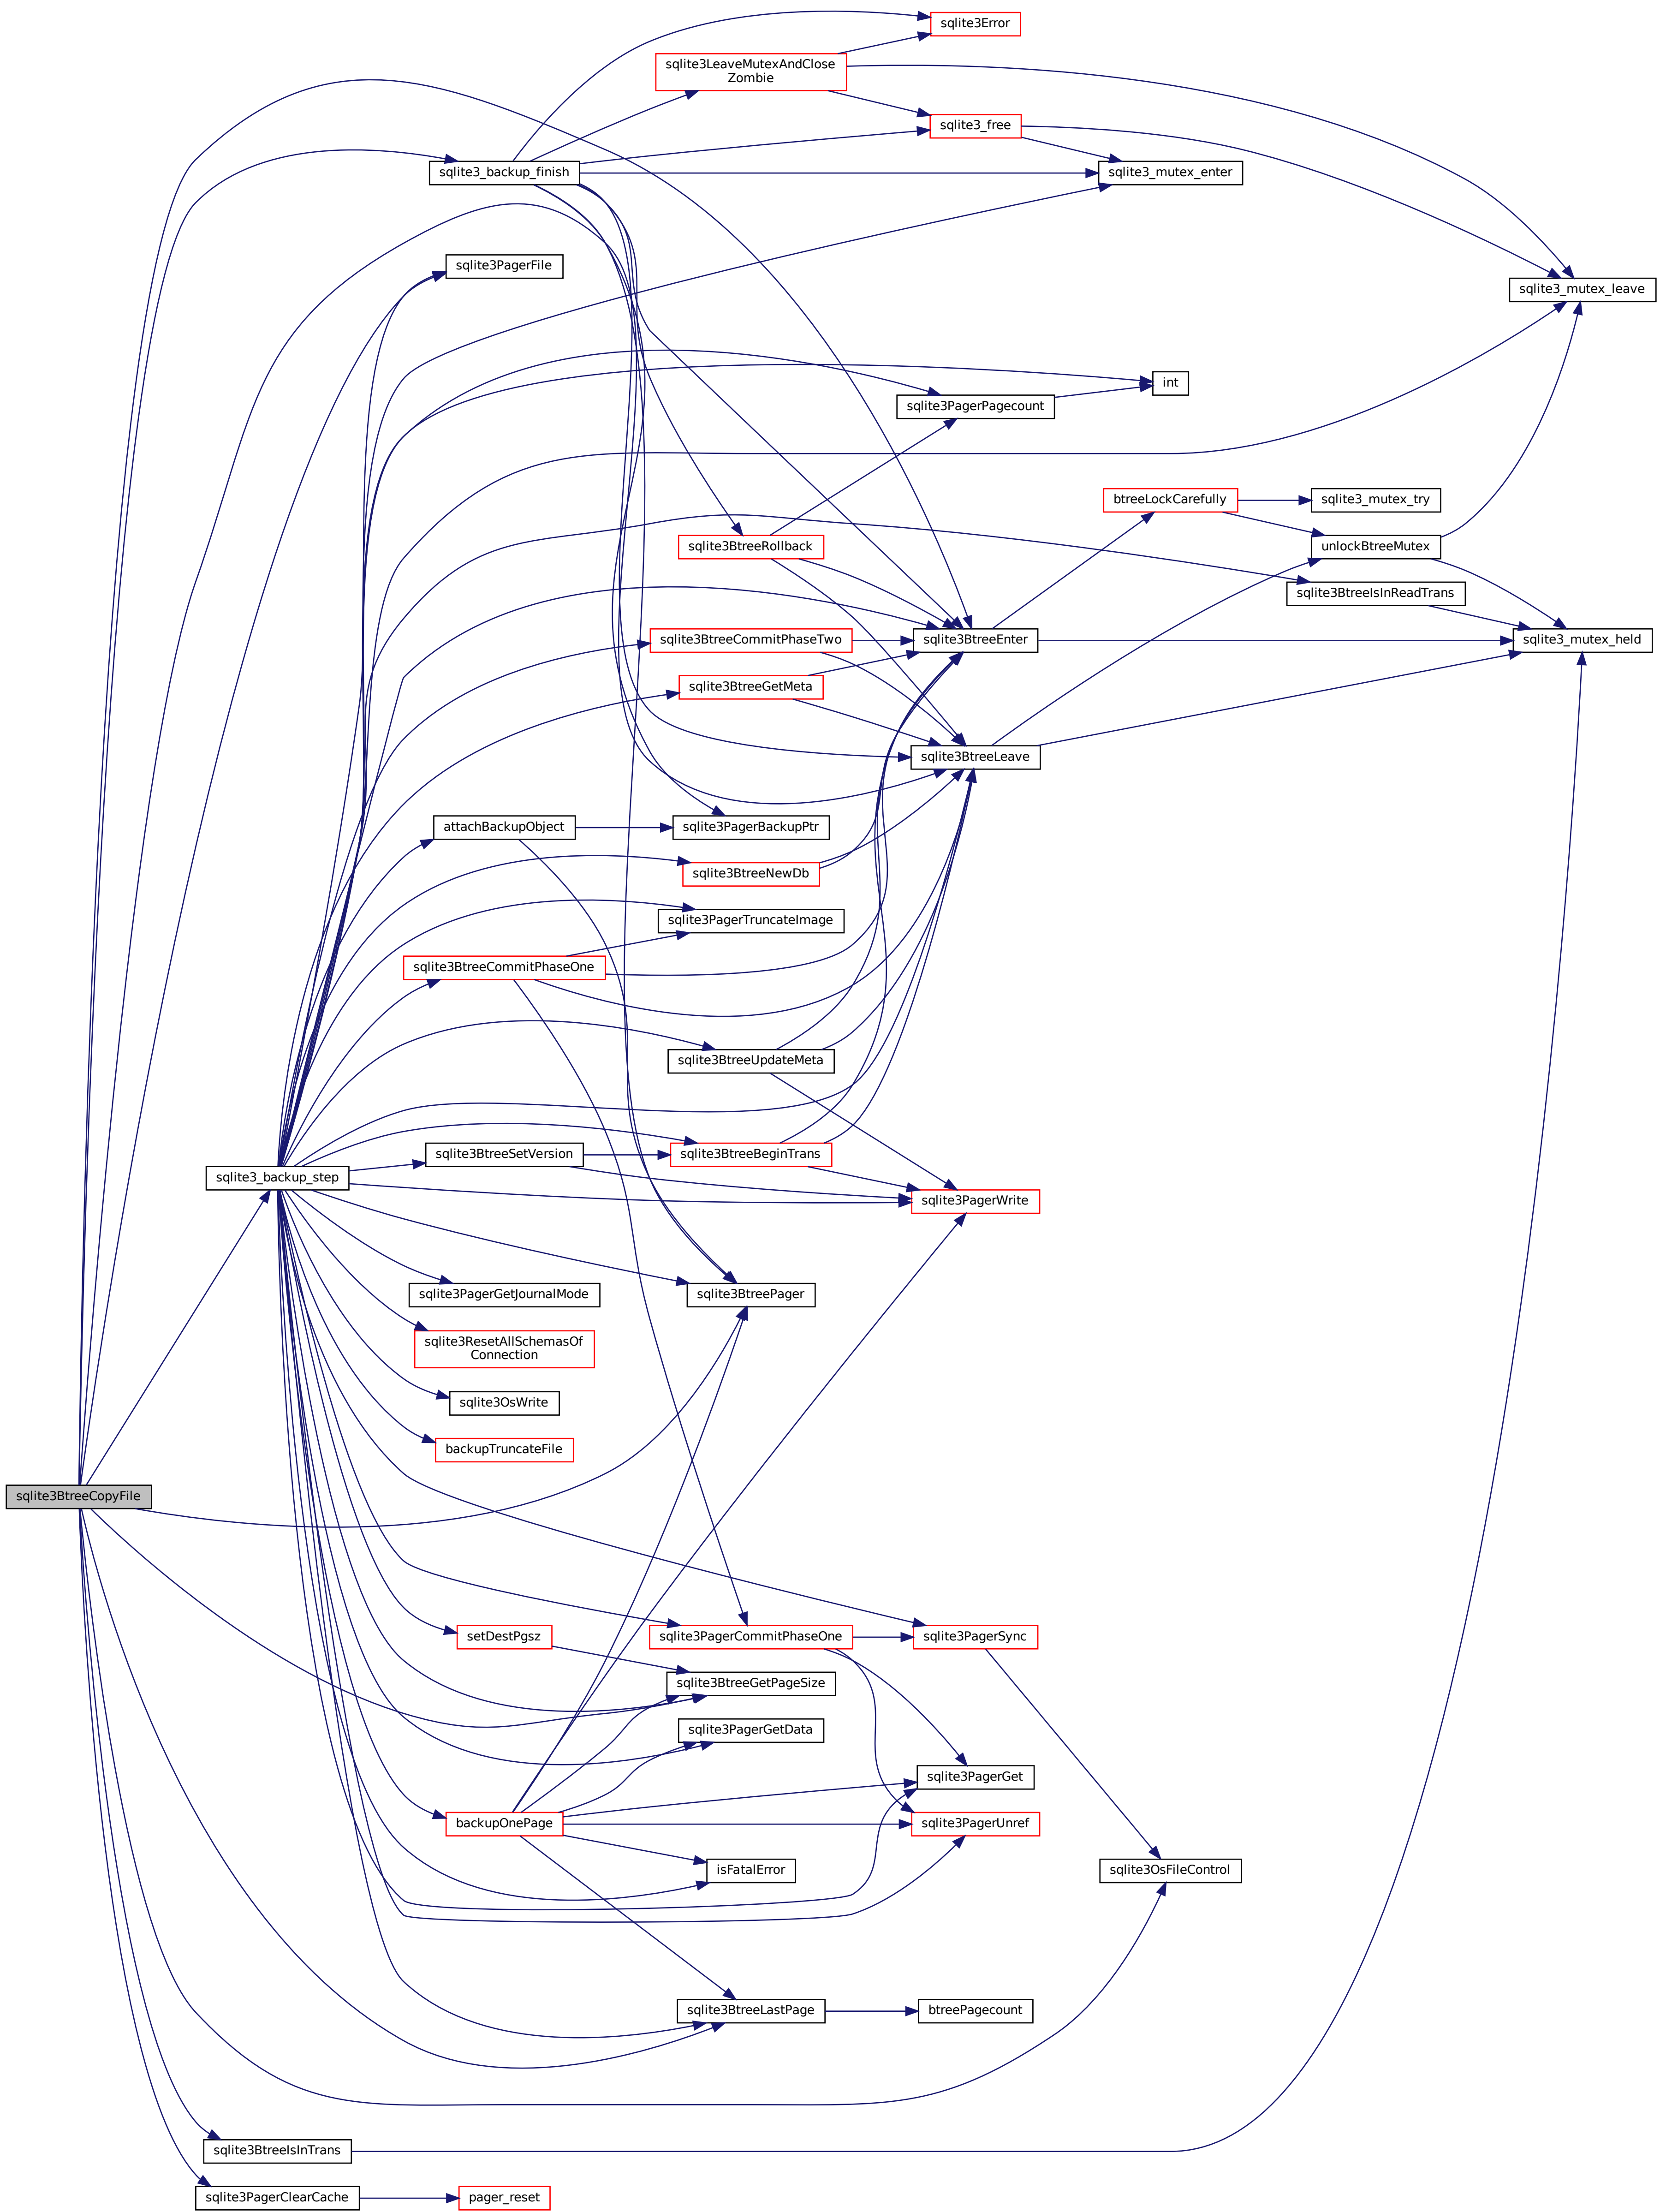 sqlite3Error
sqlite3LeaveMutexAndClose
Zombie
sqlite3_free
sqlite3_backup_finish
sqlite3_mutex_enter
sqlite3PagerFile
sqlite3_mutex_leave
int
sqlite3PagerPagecount
btreeLockCarefully
sqlite3_mutex_try
sqlite3BtreeRollback
unlockBtreeMutex
sqlite3BtreeIsInReadTrans
sqlite3BtreeCommitPhaseTwo
sqlite3BtreeEnter
sqlite3_mutex_held
sqlite3BtreeGetMeta
sqlite3BtreeLeave
attachBackupObject
sqlite3PagerBackupPtr
sqlite3BtreeNewDb
sqlite3PagerTruncateImage
sqlite3BtreeCommitPhaseOne
sqlite3BtreeUpdateMeta
sqlite3BtreeSetVersion
sqlite3BtreeBeginTrans
sqlite3_backup_step
sqlite3PagerWrite
sqlite3PagerGetJournalMode
sqlite3BtreePager
sqlite3ResetAllSchemasOf
Connection
sqlite3OsWrite
backupTruncateFile
sqlite3BtreeCopyFile
setDestPgsz
sqlite3PagerCommitPhaseOne
sqlite3PagerSync
sqlite3BtreeGetPageSize
sqlite3PagerGetData
sqlite3PagerGet
backupOnePage
sqlite3PagerUnref
isFatalError
sqlite3OsFileControl
sqlite3BtreeLastPage
btreePagecount
sqlite3BtreeIsInTrans
sqlite3PagerClearCache
pager_reset